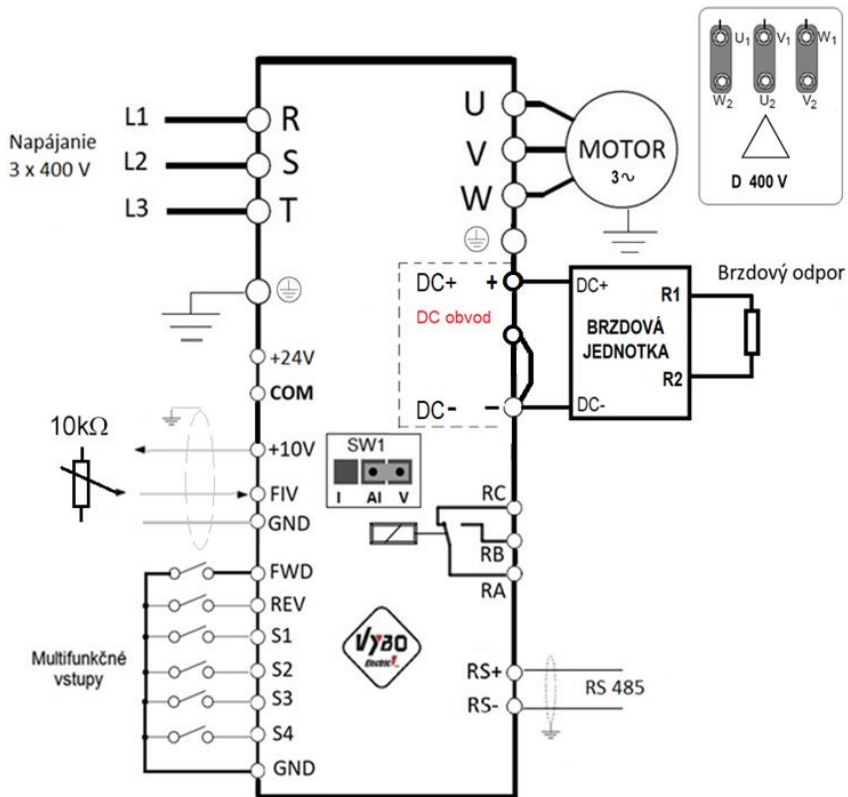 Napájanie
3 x 400 V
L1
L2
L3
R
S
T
U
V
W
MOTOR
3∿
U1 V1 W1
W2 U2 V2
D 400 V
DC+ +
DC obvod
DC- −
DC+
BRZDOVÁ
JEDNOTKA
DC-
R1
R2
Brzdový odpor
+24V
COM
10kΩ
+10V
FIV
GND
SW1
I AI V
RC
RB
RA
Multifunkčné
vstupy
FWD
REV
S1
S2
S3
S4
GND
VYBO
Electric
RS+
RS-
RS 485